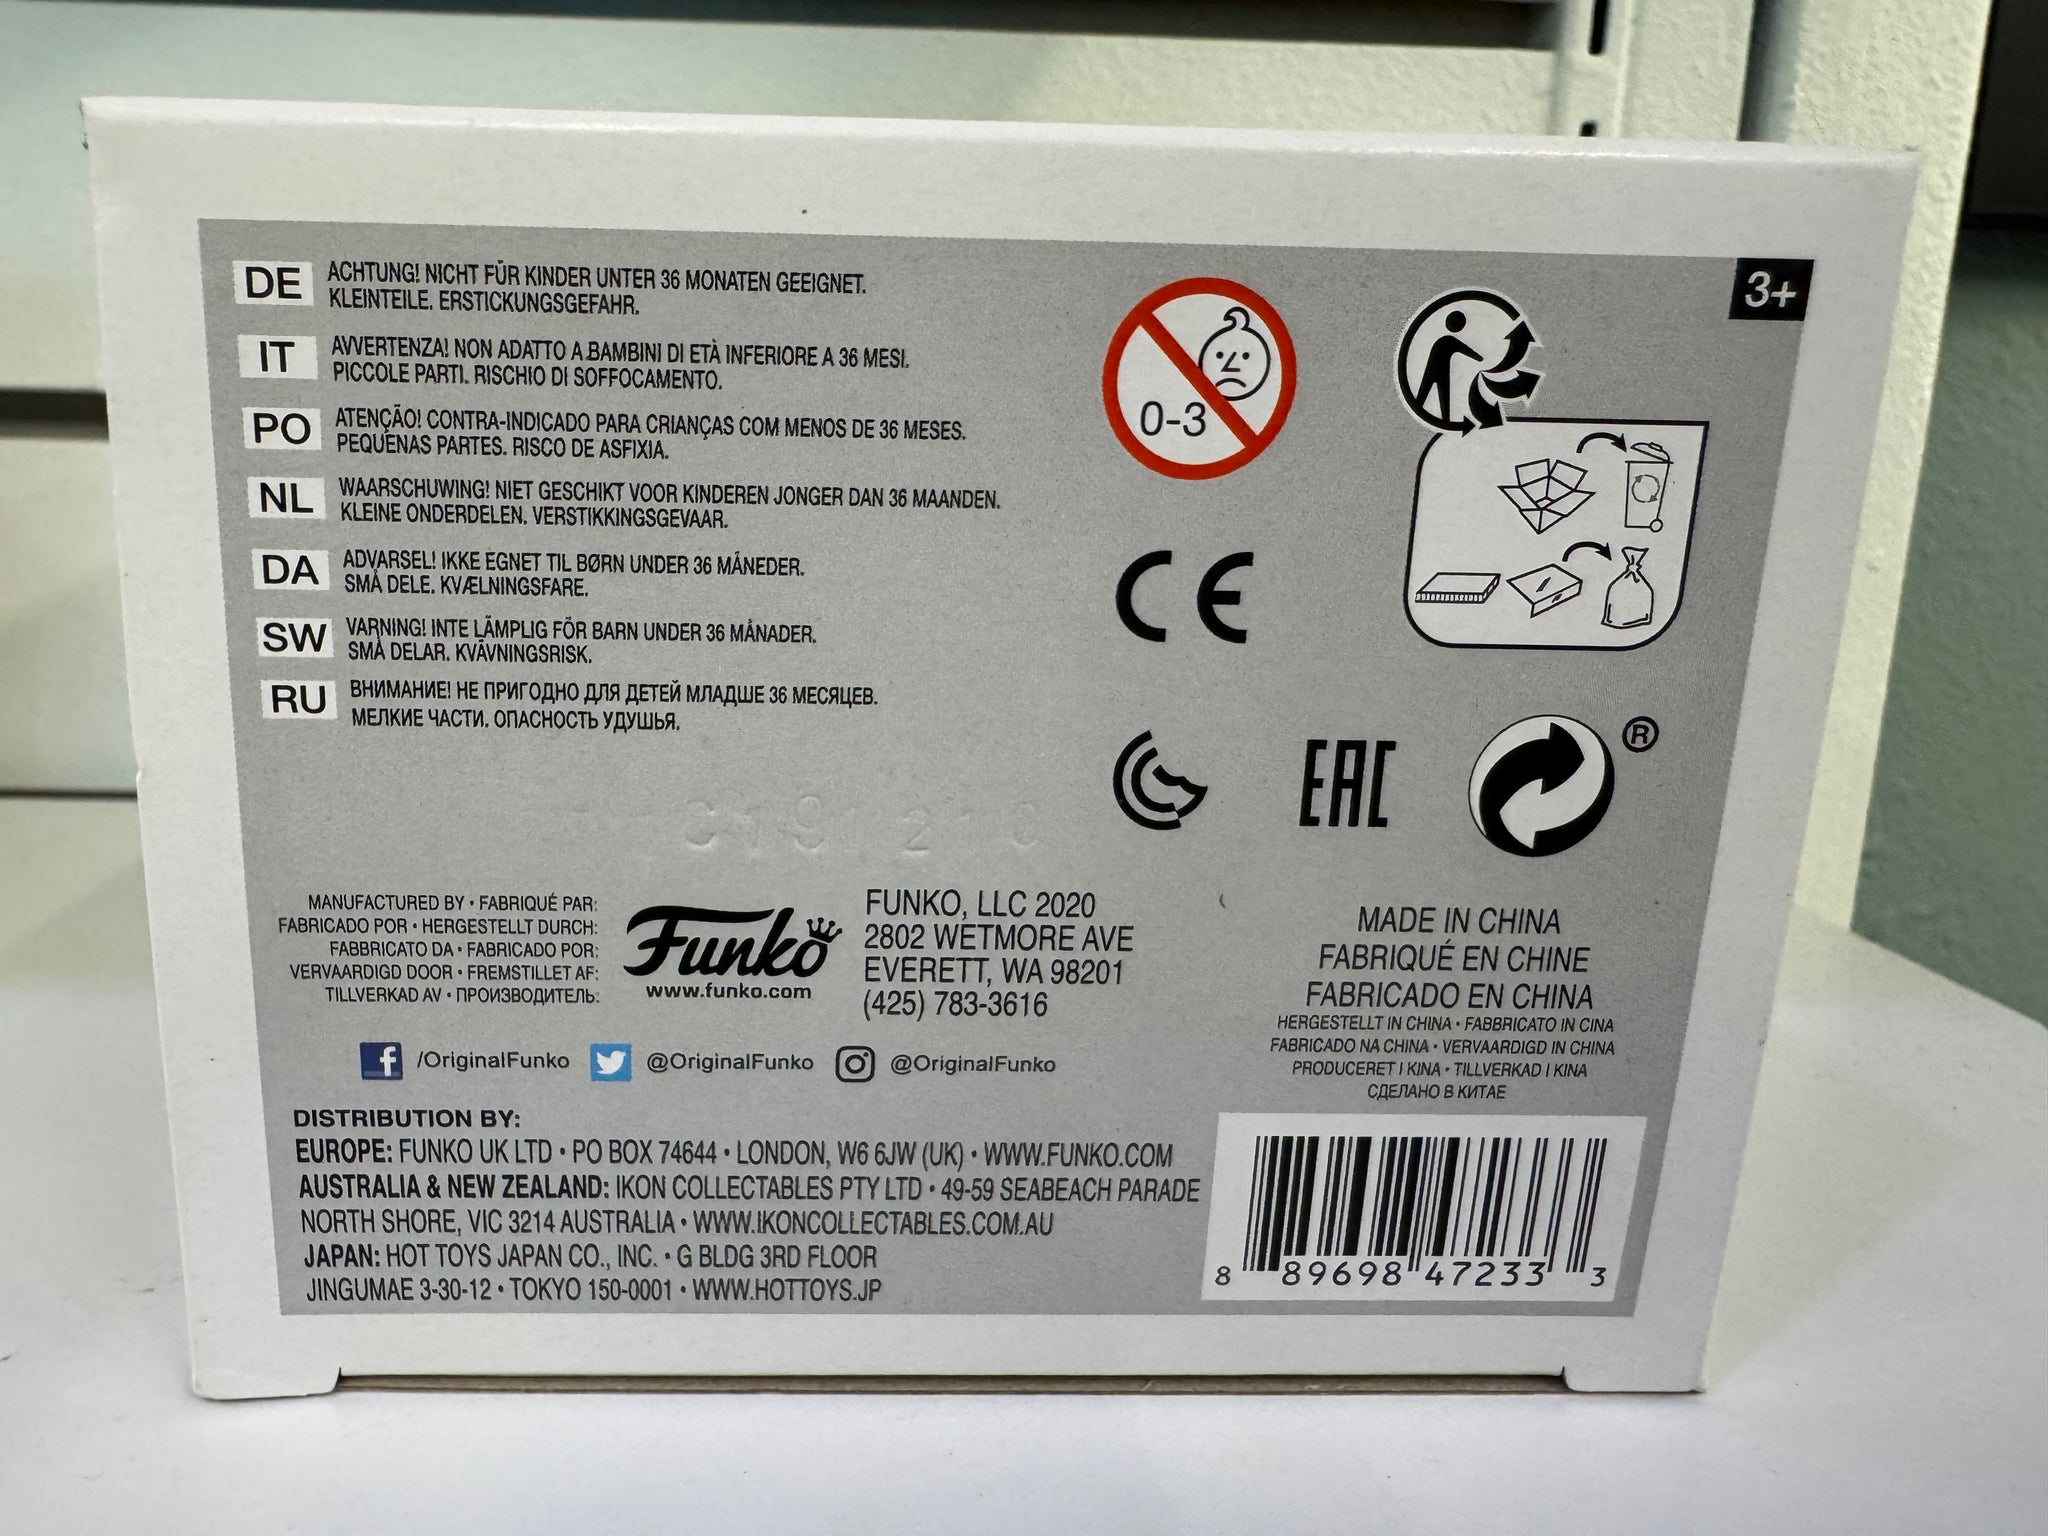 DE
ACHTUNG! NICHT FÜR KINDER UNTER 36 MONATEN GEEIGNET.
KLEINTEILE. ERSTICKUNGSGEFAHR.
IT
AVVERTENZA! NON ADATTO A BAMBINI DI ETÀ INFERIORE A 36 MESI.
PICCOLE PARTI. RISCHIO DI SOFFOCAMENTO.
PO
ATENÇÃO! CONTRA-INDICADO PARA CRIANÇAS COM MENOS DE 36 MESES.
PEQUENAS PARTES. RISCO DE ASFIXIA.
NL
WAARSCHUWING! NIET GESCHIKT VOOR KINDEREN JONGER DAN 36 MAANDEN.
KLEINE ONDERDELEN. VERSTIKKINGSGEVAAR.
DA
ADVARSEL! IKKE EGNET TIL BØRN UNDER 36 MÅNEDER.
SMÅ DELE. KVÆLNINGSFARE.
SW
VARNING! INTE LÄMPLIG FÖR BARN UNDER 36 MÅNADER.
SMÅ DELAR. KVÄVNINGSRISK.
RU
ВНИМАНИЕ! НЕ ПРИГОДНО ДЛЯ ДЕТЕЙ МЛАДШЕ 36 МЕСЯЦЕВ.
МЕЛКИЕ ЧАСТИ. ОПАСНОСТЬ УДУШЬЯ.
0-3
3+
CE
EAC
®
MANUFACTURED BY • FABRIQUÉ PAR:
FABRICADO POR • HERGESTELLT DURCH:
FABBRICATO DA • FABRICADO POR:
VERVAARDIGD DOOR • FREMSTILLET AF:
TILLVERKAD AV • ПРОИЗВОДИТЕЛЬ:
Funko
www.funko.com
FUNKO, LLC 2020
2802 WETMORE AVE
EVERETT, WA 98201
(425) 783-3616
MADE IN CHINA
FABRIQUÉ EN CHINE
FABRICADO EN CHINA
HERGESTELLT IN CHINA • FABBRICATO IN CINA
FABRICADO NA CHINA • VERVAARDIGD IN CHINA
PRODUCERET I KINA • TILLVERKAD I KINA
СДЕЛАНО В КИТАЕ
/OriginalFunko @OriginalFunko @OriginalFunko
DISTRIBUTION BY:
EUROPE: FUNKO UK LTD • PO BOX 74644 • LONDON, W6 6JW (UK) • WWW.FUNKO.COM
AUSTRALIA & NEW ZEALAND: IKON COLLECTABLES PTY LTD • 49-59 SEABEACH PARADE
NORTH SHORE, VIC 3214 AUSTRALIA • WWW.IKONCOLLECTABLES.COM.AU
JAPAN: HOT TOYS JAPAN CO., INC. • G BLDG 3RD FLOOR
JINGUMAE 3-30-12 • TOKYO 150-0001 • WWW.HOTTOYS.JP
8 89698 47233 3